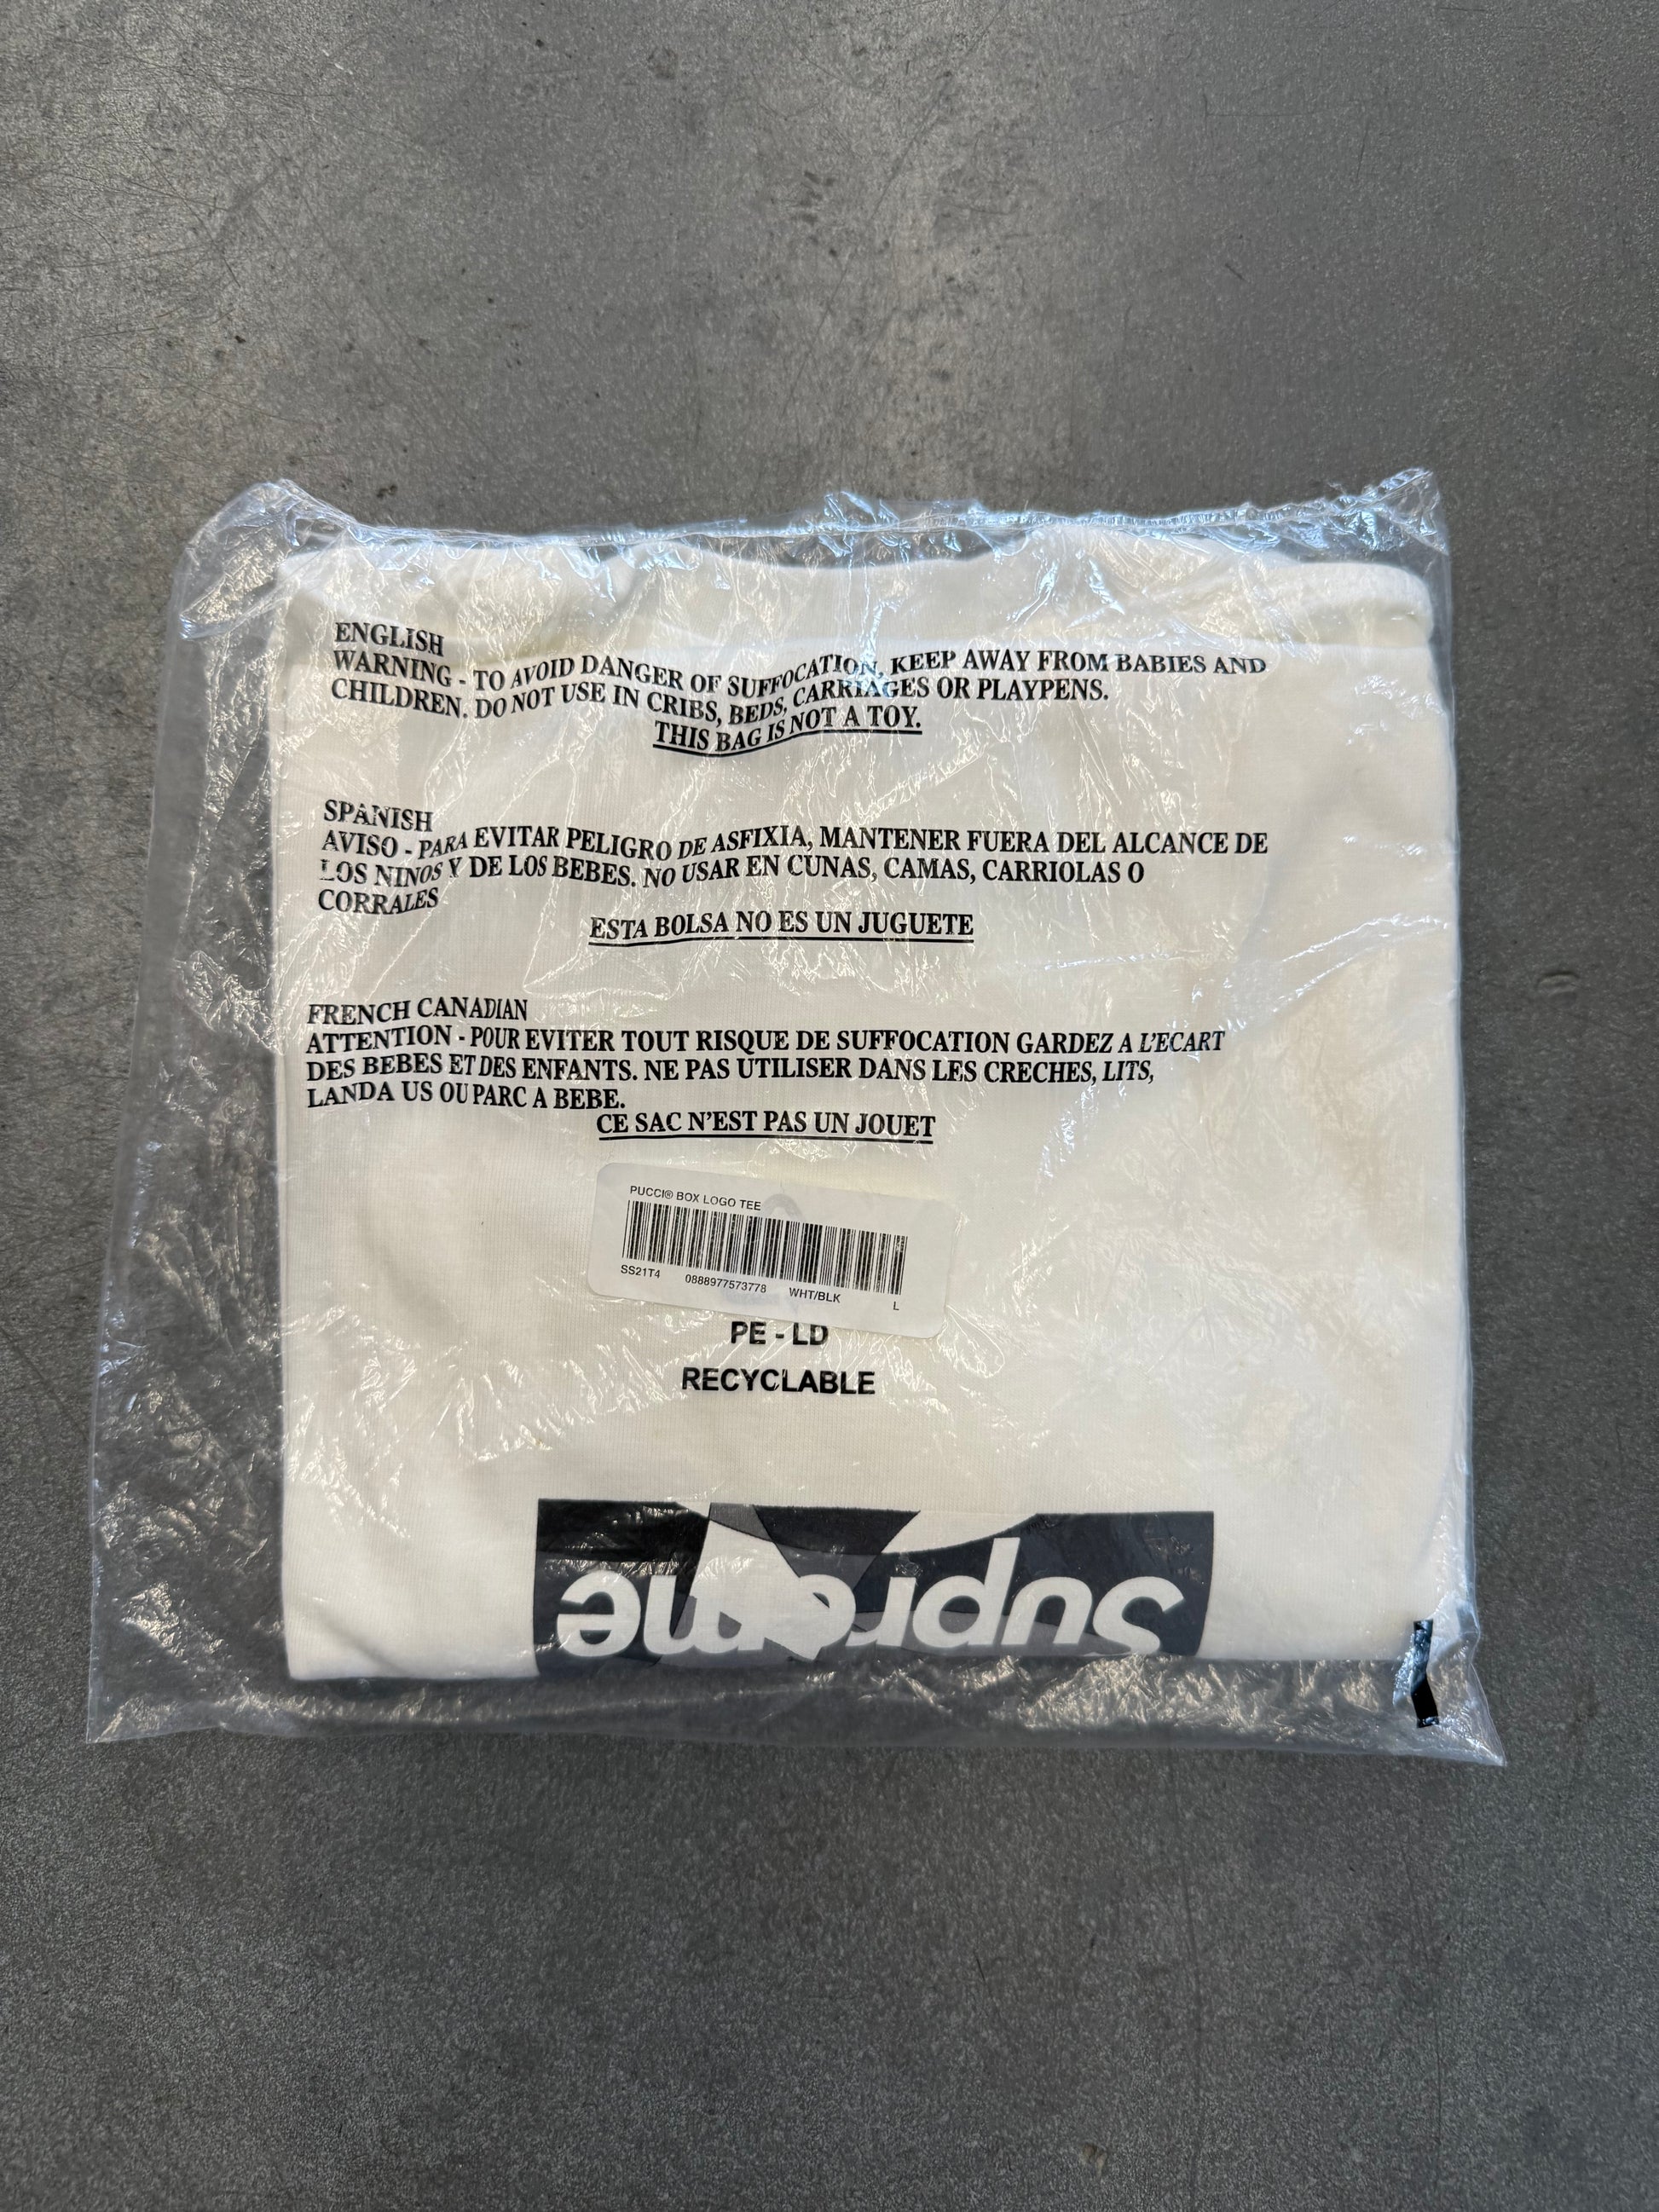 ENGLISH
WARNING - TO AVOID DANGER OF SUFFOCATION, KEEP AWAY FROM BABIES AND
CHILDREN. DO NOT USE IN CRIBS, BEDS, CARRIAGES OR PLAYPENS.
THIS BAG IS NOT A TOY.
SPANISH
AVISO - PARA EVITAR PELIGRO DE ASFIXIA, MANTENER FUERA DEL ALCANCE DE
LOS NINOS Y DE LOS BEBES. NO USAR EN CUNAS, CAMAS, CARRIOLAS O
CORRALES
ESTA BOLSA NO ES UN JUGUETE
FRENCH CANADIAN
ATTENTION - POUR EVITER TOUT RISQUE DE SUFFOCATION GARDEZ A L'ECART
DES BEBES ET DES ENFANTS. NE PAS UTILISER DANS LES CRECHES, LITS,
LANDA US OU PARC A BEBE.
CE SAC N'EST PAS UN JOUET
PUCCI® BOX LOGO TEE
SS21T4 0888977573778 WHT/BLK L
PE - LD
RECYCLABLE
Supreme